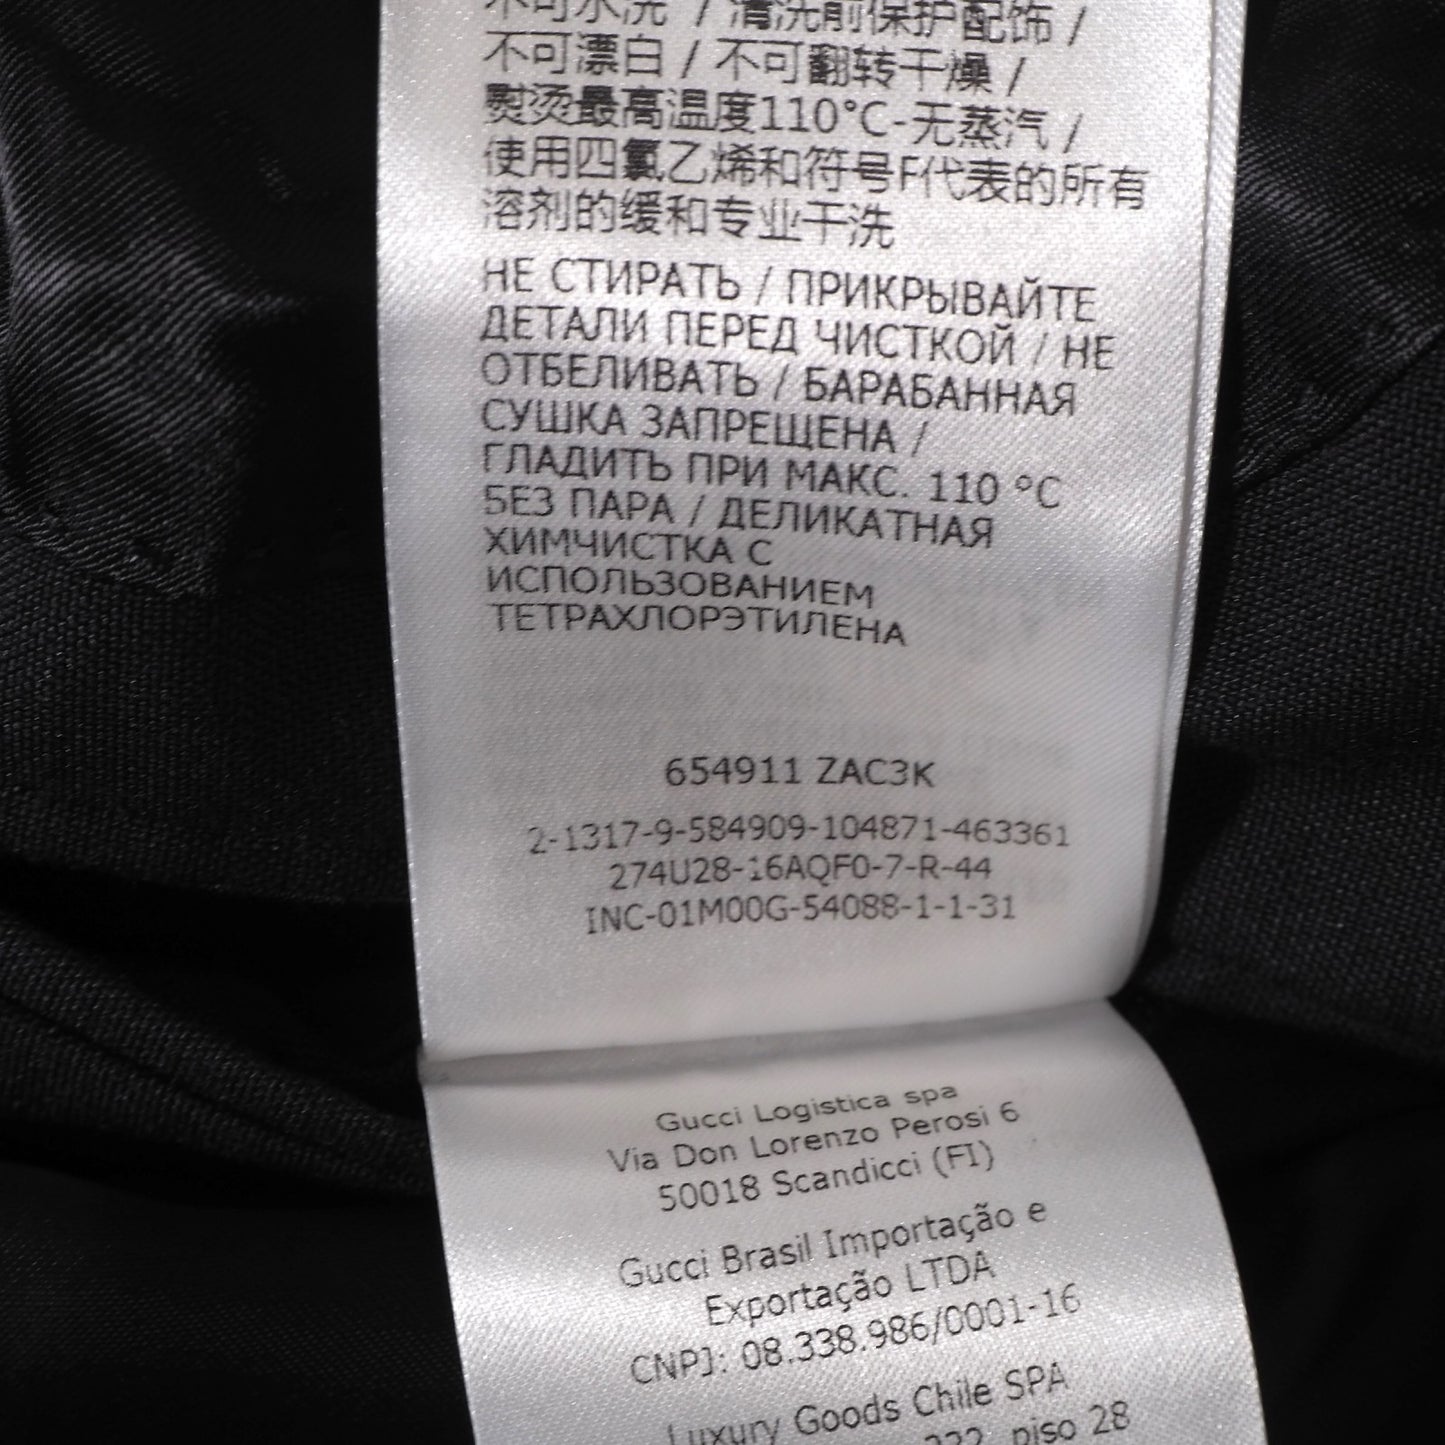 不可水洗 / 清洗前保护配饰 /
不可漂白 / 不可翻转干燥 /
熨烫最高温度110°C-无蒸汽 /
使用四氯乙烯和符号F代表的所有
溶剂的缓和专业干洗
НЕ СТИРАТЬ / ПРИКРЫВАЙТЕ
ДЕТАЛИ ПЕРЕД ЧИСТКОЙ / НЕ
ОТБЕЛИВАТЬ / БАРАБАННАЯ
СУШКА ЗАПРЕЩЕНА /
ГЛАДИТЬ ПРИ МАКС. 110 °C
БЕЗ ПАРА / ДЕЛИКАТНАЯ
ХИМЧИСТКА С
ИСПОЛЬЗОВАНИЕМ
ТЕТРАХЛОРЭТИЛЕНА
654911 ZAC3K
2-1317-9-584909-104871-463361
274U28-16AQF0-7-R-44
INC-01M00G-54088-1-1-31
Gucci Logistica spa
Via Don Lorenzo Perosi 6
50018 Scandicci (FI)
Gucci Brasil Importação e
Exportação LTDA
CNPJ: 08.338.986/0001-16
Luxury Goods Chile SPA
piso 28